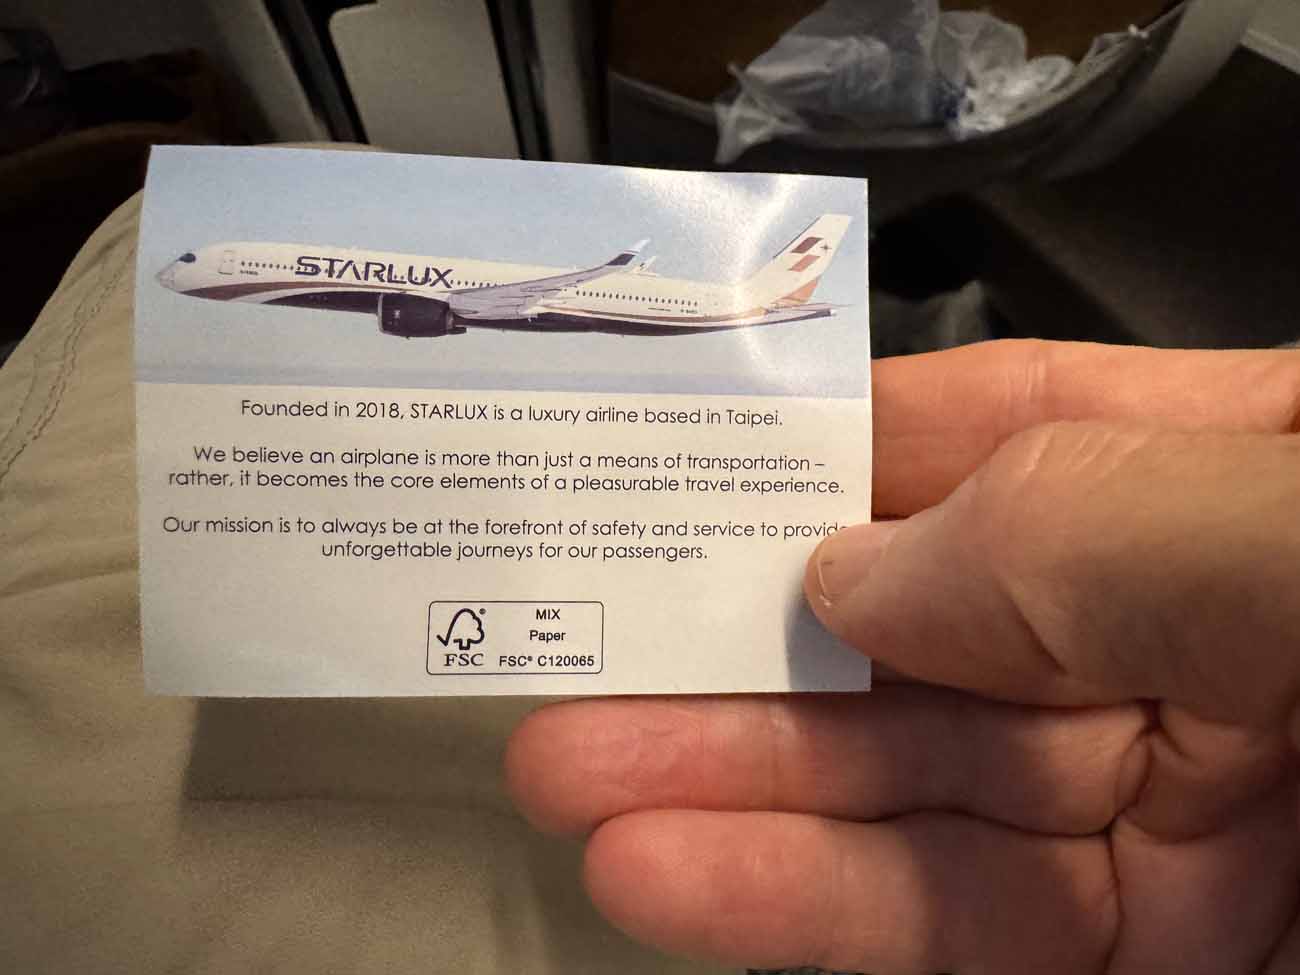 STARLUX
Founded in 2018, STARLUX is a luxury airline based in Taipei.
We believe an airplane is more than just a means of transportation –
rather, it becomes the core elements of a pleasurable travel experience.
Our mission is to always be at the forefront of safety and service to provide
unforgettable journeys for our passengers.
MIX
Paper
FSC FSC® C120065